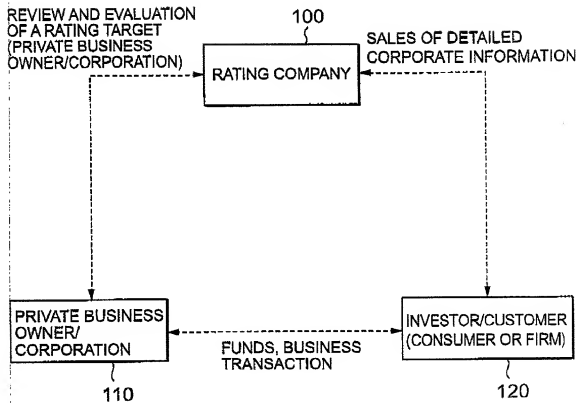 REVIEW AND EVALUATION
OF A RATING TARGET
(PRIVATE BUSINESS
OWNER/CORPORATION)
100
RATING COMPANY
SALES OF DETAILED
CORPORATE INFORMATION
PRIVATE BUSINESS
OWNER/
CORPORATION
110
FUNDS, BUSINESS
TRANSACTION
INVESTOR/CUSTOMER
(CONSUMER OR FIRM)
120